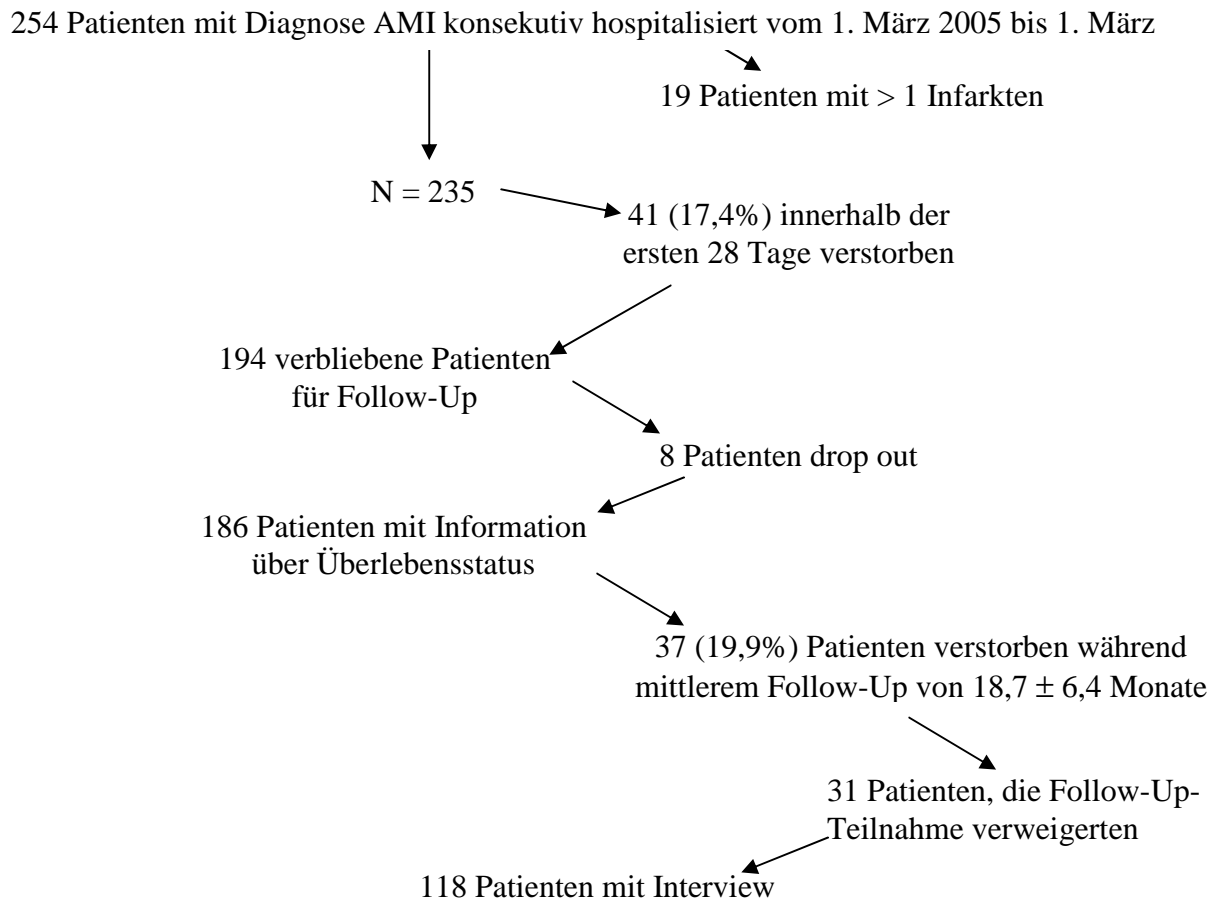 254 Patienten mit Diagnose AMI konsekutiv hospitalisiert vom 1. März 2005 bis 1. März
19 Patienten mit > 1 Infarkten
N = 235
41 (17,4%) innerhalb der
ersten 28 Tage verstorben
194 verbliebene Patienten
für Follow-Up
8 Patienten drop out
186 Patienten mit Information
über Überlebensstatus
37 (19,9%) Patienten verstorben während
mittlerem Follow-Up von 18,7 ± 6,4 Monate
31 Patienten, die Follow-Up-
Teilnahme verweigerten
118 Patienten mit Interview